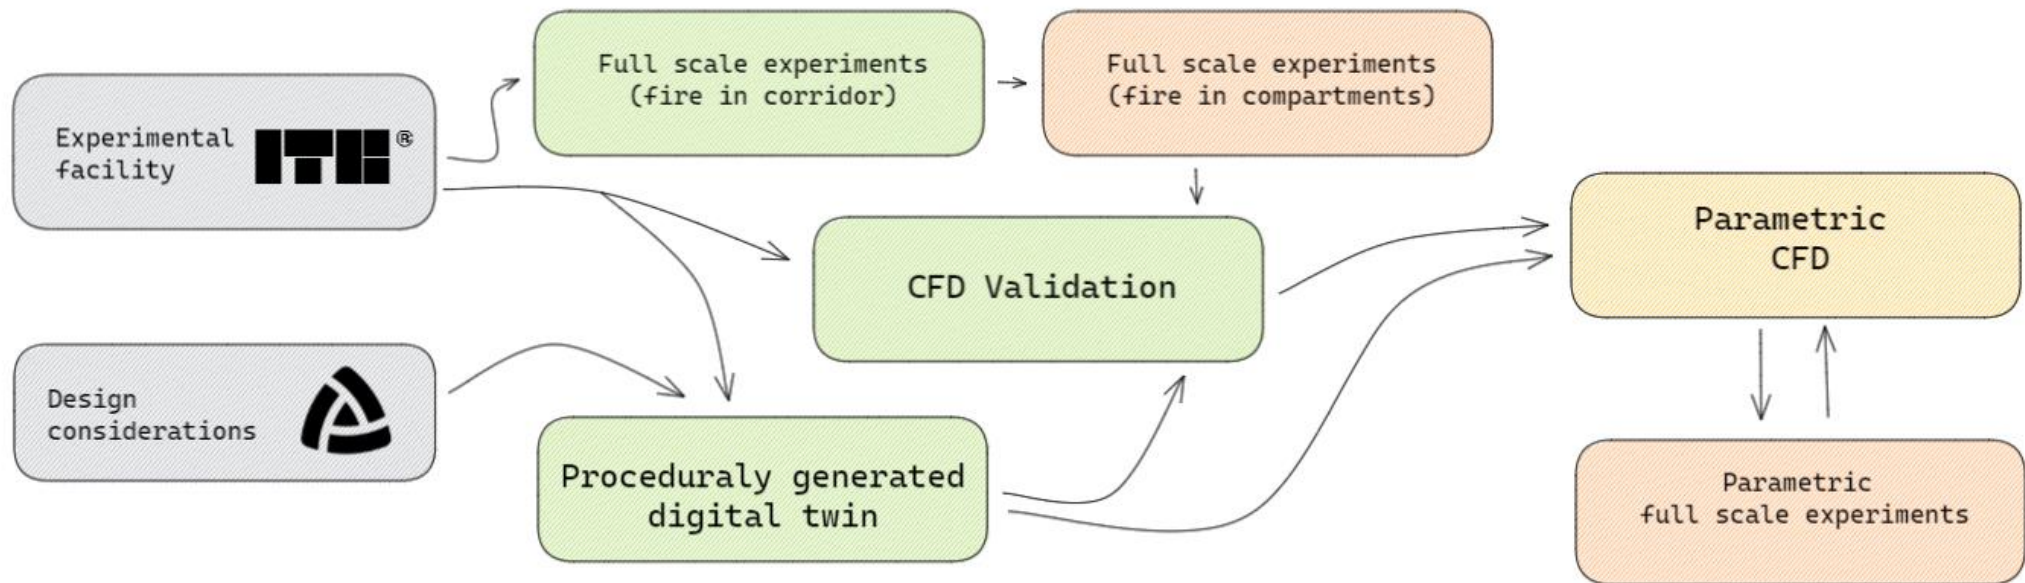 Full scale experiments
(fire in corridor)
Full scale experiments
(fire in compartments)
Experimental
facility
ITB®
Parametric
CFD
CFD Validation
Design
considerations
Proceduraly generated
digital twin
Parametric
full scale experiments